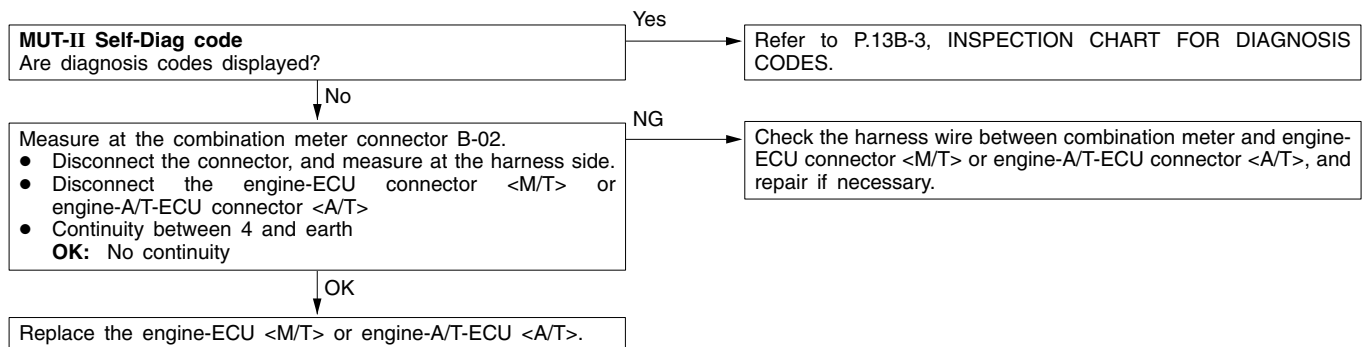 MUT-II Self-Diag code
Are diagnosis codes displayed?
Yes
Refer to P.13B-3, INSPECTION CHART FOR DIAGNOSIS
CODES.
No
Measure at the combination meter connector B-02.
● Disconnect the connector, and measure at the harness side.
● Disconnect the engine-ECU connector <M/T> or
engine-A/T-ECU connector <A/T>
● Continuity between 4 and earth
OK: No continuity
NG
Check the harness wire between combination meter and engine-
ECU connector <M/T> or engine-A/T-ECU connector <A/T>, and
repair if necessary.
OK
Replace the engine-ECU <M/T> or engine-A/T-ECU <A/T>.